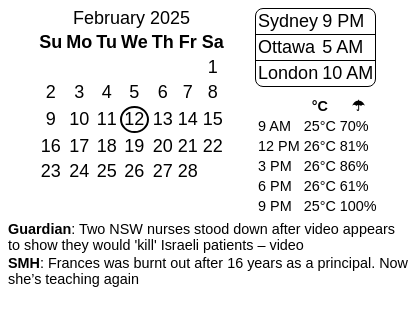 February 2025
Su Mo Tu We Th Fr Sa
1
2 3 4 5 6 7 8
9 10 11 12 13 14 15
16 17 18 19 20 21 22
23 24 25 26 27 28
Sydney 9 PM
Ottawa 5 AM
London 10 AM
°C ☂
9 AM 25°C 70%
12 PM 26°C 81%
3 PM 26°C 86%
6 PM 26°C 61%
9 PM 25°C 100%
Guardian: Two NSW nurses stood down after video appears
to show they would 'kill' Israeli patients – video
SMH: Frances was burnt out after 16 years as a principal. Now
she’s teaching again